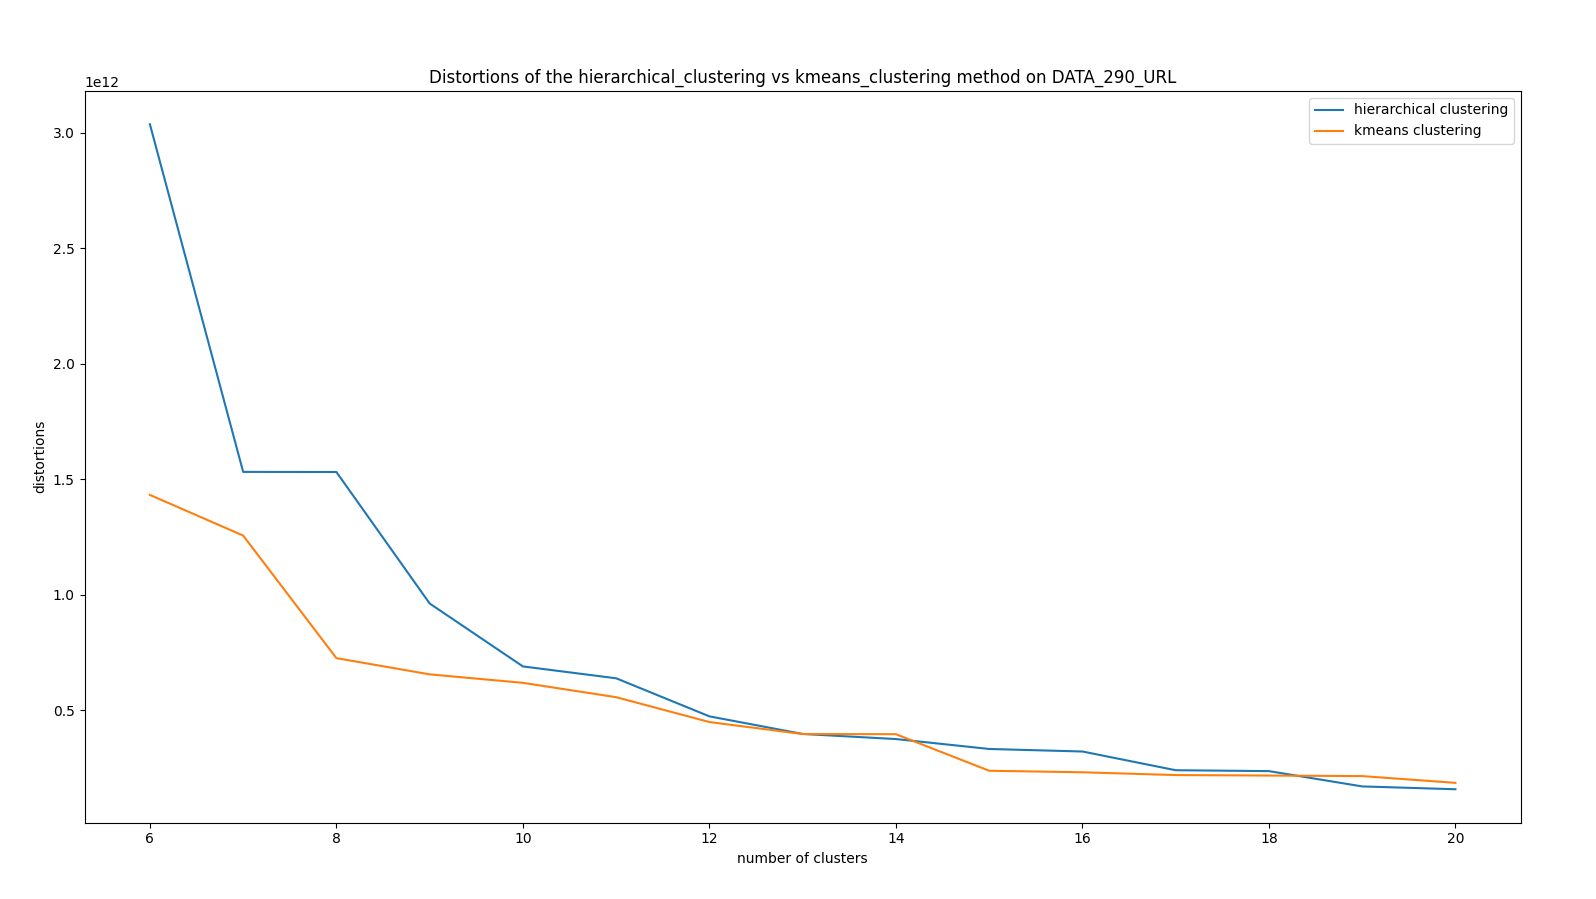 Distortions of the hierarchical_clustering vs kmeans_clustering method on DATA_290_URL
1e12
hierarchical clustering
kmeans clustering
3.0
2.5
2.0
1.5
1.0
0.5
distortions
6 8 10 12 14 16 18 20
number of clusters